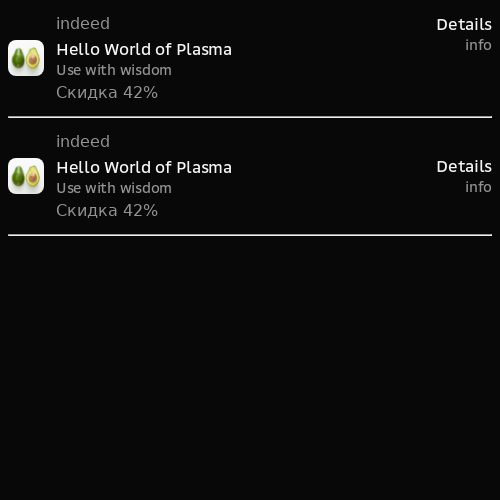 indeed
Details
Hello World of Plasma
info
Use with wisdom
Скидка 42%
indeed
Hello World of Plasma
Details
Use with wisdom
info
Скидка 42%